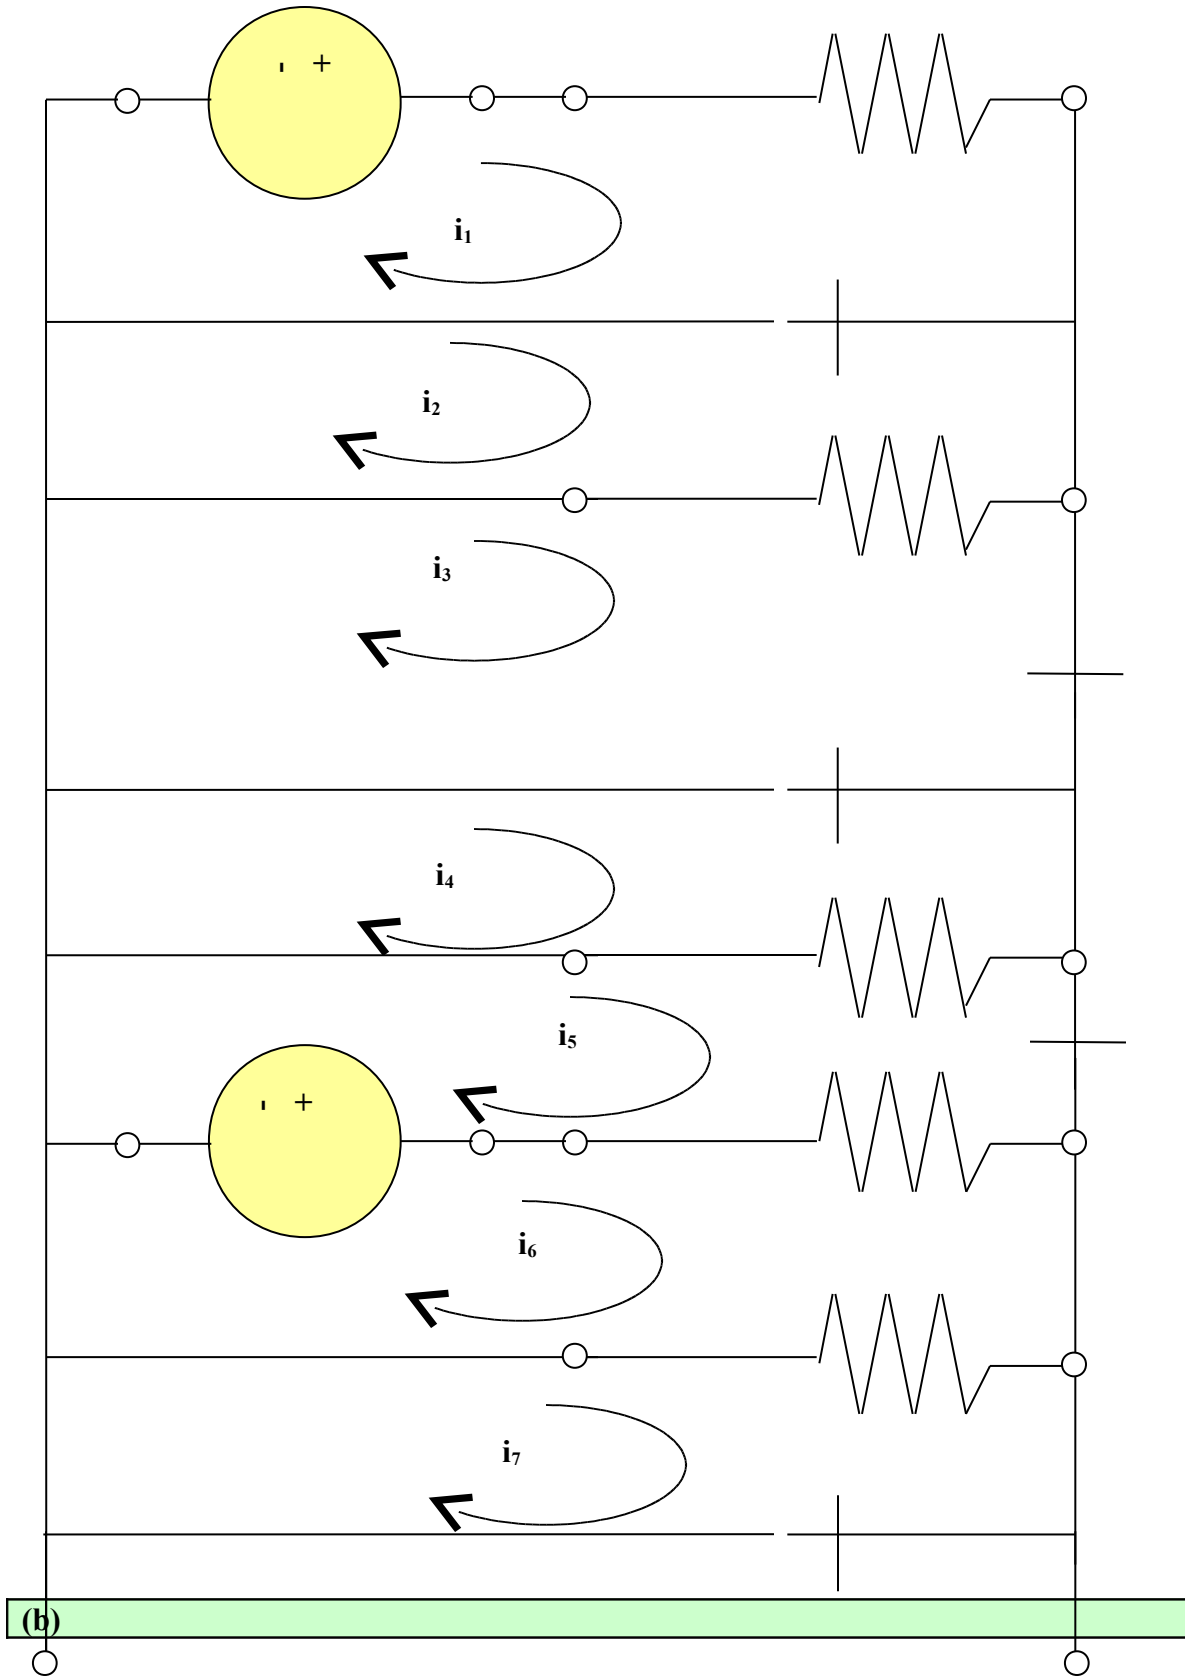 - +
i₁
i₂
i₃
i₄
i₅
- +
i₆
i₇
(b)